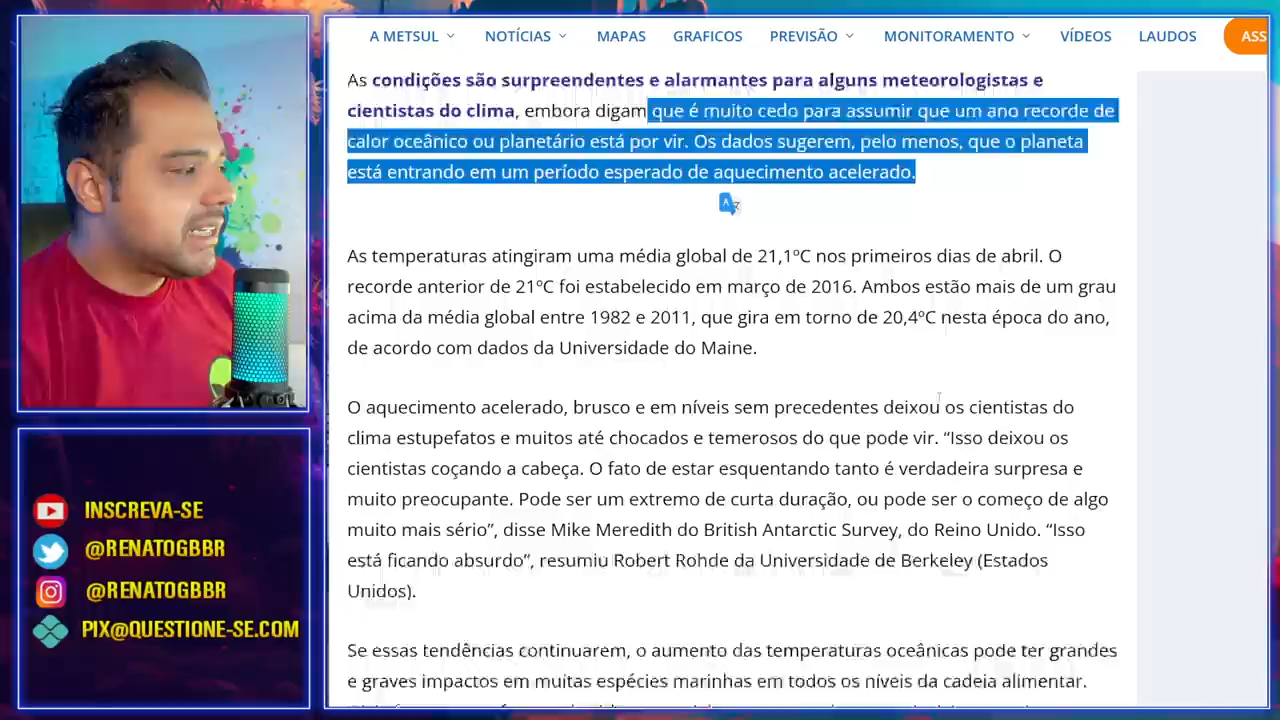 A METSUL
NOTÍCIAS
MAPAS
GRAFICOS
PREVISÃO
MONITORAMENTO
VÍDEOS
LAUDOS
ASS
As condições são surpreendentes e alarmantes para alguns meteorologistas e
cientistas do clima, embora digam que é muito cedo para assumir que um ano recorde de
calor oceânico ou planetário está por vir. Os dados sugerem, pelo menos, que o planeta
está entrando em um período esperado de aquecimento acelerado.
As temperaturas atingiram uma média global de 21,1ºC nos primeiros dias de abril. O
recorde anterior de 21ºC foi estabelecido em março de 2016. Ambos estão mais de um grau
acima da média global entre 1982 e 2011, que gira em torno de 20,4ºC nesta época do ano,
de acordo com dados da Universidade do Maine.
O aquecimento acelerado, brusco e em níveis sem precedentes deixou os cientistas do
clima estupefatos e muitos até chocados e temerosos do que pode vir. “Isso deixou os
cientistas coçando a cabeça. O fato de estar esquentando tanto é verdadeira surpresa e
muito preocupante. Pode ser um extremo de curta duração, ou pode ser o começo de algo
muito mais sério”, disse Mike Meredith do British Antarctic Survey, do Reino Unido. “Isso
está ficando absurdo”, resumiu Robert Rohde da Universidade de Berkeley (Estados
Unidos).
Se essas tendências continuarem, o aumento das temperaturas oceânicas pode ter grandes
e graves impactos em muitas espécies marinhas em todos os níveis da cadeia alimentar.
INSCREVA-SE
@RENATOGBBR
@RENATOGBBR
PIX@QUESTIONE-SE.COM